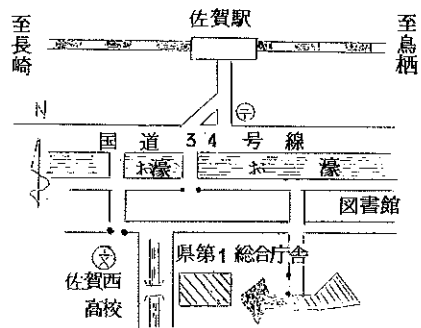 佐賀駅
至長崎
至鳥栖
〒
N
国道34号線
お濠
お濠
図書館
文
佐賀西
高校
県第1総合庁舎